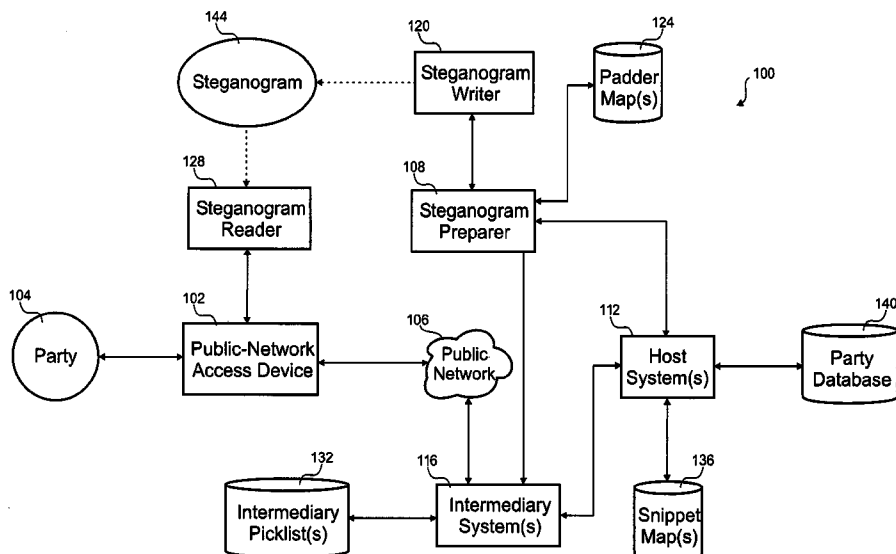 144
Steganogram
120
Steganogram
Writer
124
Padder
Map(s)
100
128
Steganogram
Reader
108
Steganogram
Preparer
104
Party
102
Public-Network
Access Device
106
Public
Network
112
Host
System(s)
140
Party
Database
132
Intermediary
Picklist(s)
116
Intermediary
System(s)
136
Snippet
Map(s)